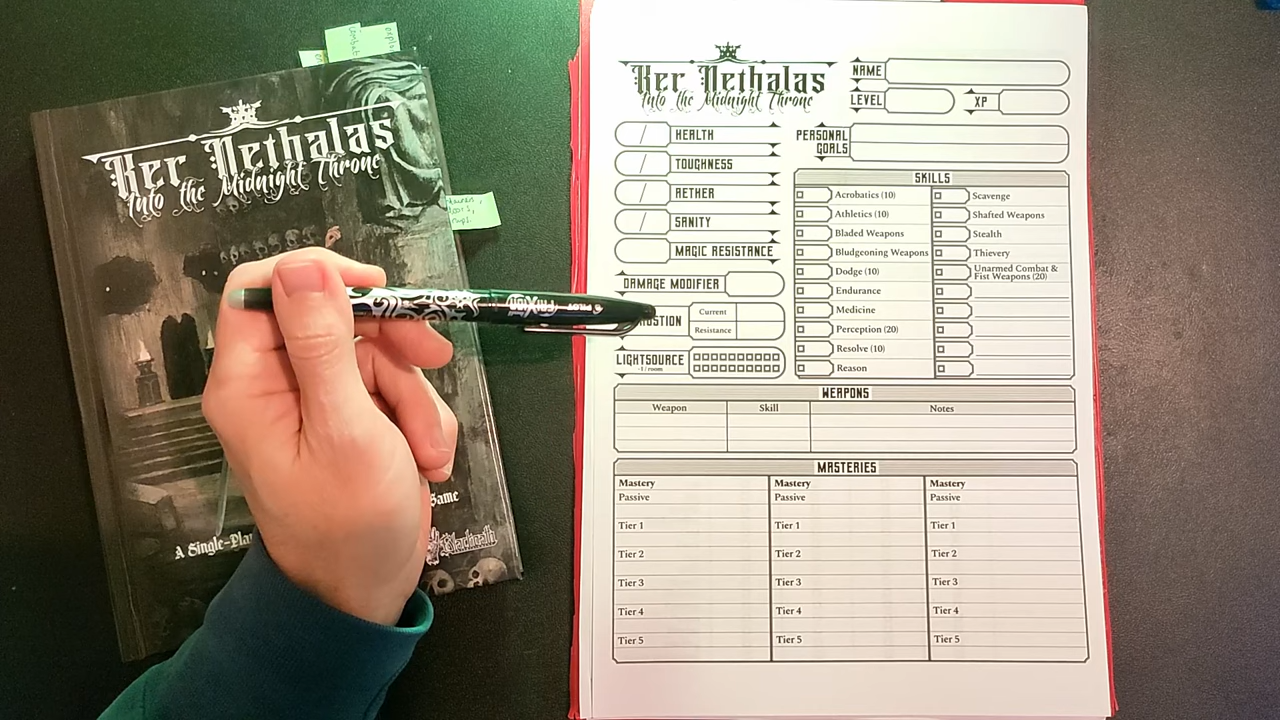 combat
Ker Nethalas
Into the Midnight Throne
Game
A Single-Pla
Blackoath
Ker Nethalas
Into the Midnight Throne
NAME
LEVEL
XP
/ HEALTH
/ TOUGHNESS
/ AETHER
/ SANITY
MAGIC RESISTANCE
DAMAGE MODIFIER
USTION
Current
Resistance
LIGHTSOURCE
-1/room
PERSONAL
GOALS
SKILLS
Acrobatics (10)
Athletics (10)
Bladed Weapons
Bludgeoning Weapons
Dodge (10)
Endurance
Medicine
Perception (20)
Resolve (10)
Reason
Scavenge
Shafted Weapons
Stealth
Thievery
Unarmed Combat &
Fist Weapons (20)
WEAPONS
Weapon Skill Notes
MASTERIES
Mastery Mastery Mastery
Passive Passive Passive
Tier 1 Tier 1 Tier 1
Tier 2 Tier 2 Tier 2
Tier 3 Tier 3 Tier 3
Tier 4 Tier 4 Tier 4
Tier 5 Tier 5 Tier 5
PILOT
FRIXION